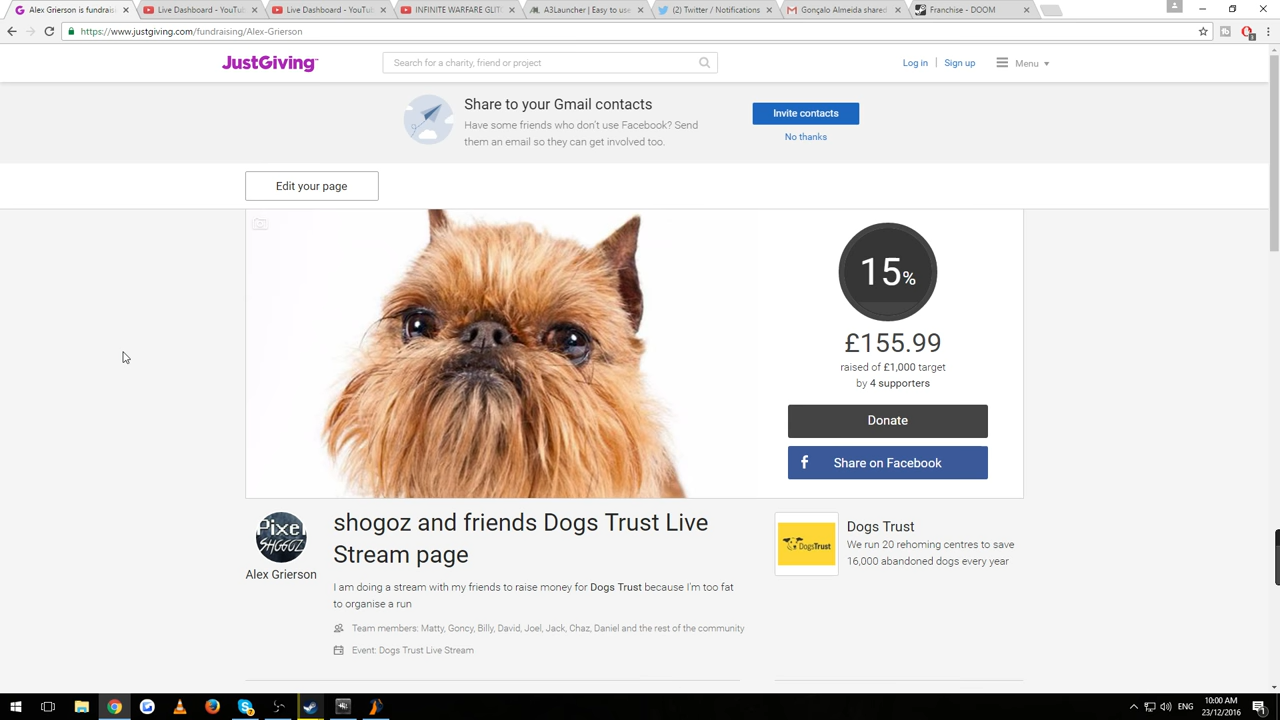 Alex Grierson is fundrais
Live Dashboard - YouTub
Live Dashboard - YouTub
INFINITE WARFARE GLIT
A3Launcher | Easy to use
(2) Twitter / Notifications
Gonçalo Almeida shared
Franchise - DOOM
https://www.justgiving.com/fundraising/Alex-Grierson
JustGiving
Search for a charity, friend or project
Log in
Sign up
Menu
Share to your Gmail contacts
Have some friends who don't use Facebook? Send
them an email so they can get involved too.
Invite contacts
No thanks
Edit your page
15%
£155.99
raised of £1,000 target
by 4 supporters
Donate
f Share on Facebook
Pixel
SHOGOZ
Alex Grierson
shogoz and friends Dogs Trust Live
Stream page
I am doing a stream with my friends to raise money for Dogs Trust because I'm too fat
to organise a run
Team members: Matty, Goncy, Billy, David, Joel, Jack, Chaz, Daniel and the rest of the community
Event: Dogs Trust Live Stream
DogsTrust
Dogs Trust
We run 20 rehoming centres to save
16,000 abandoned dogs every year
ENG
10:00 AM
23/12/2016